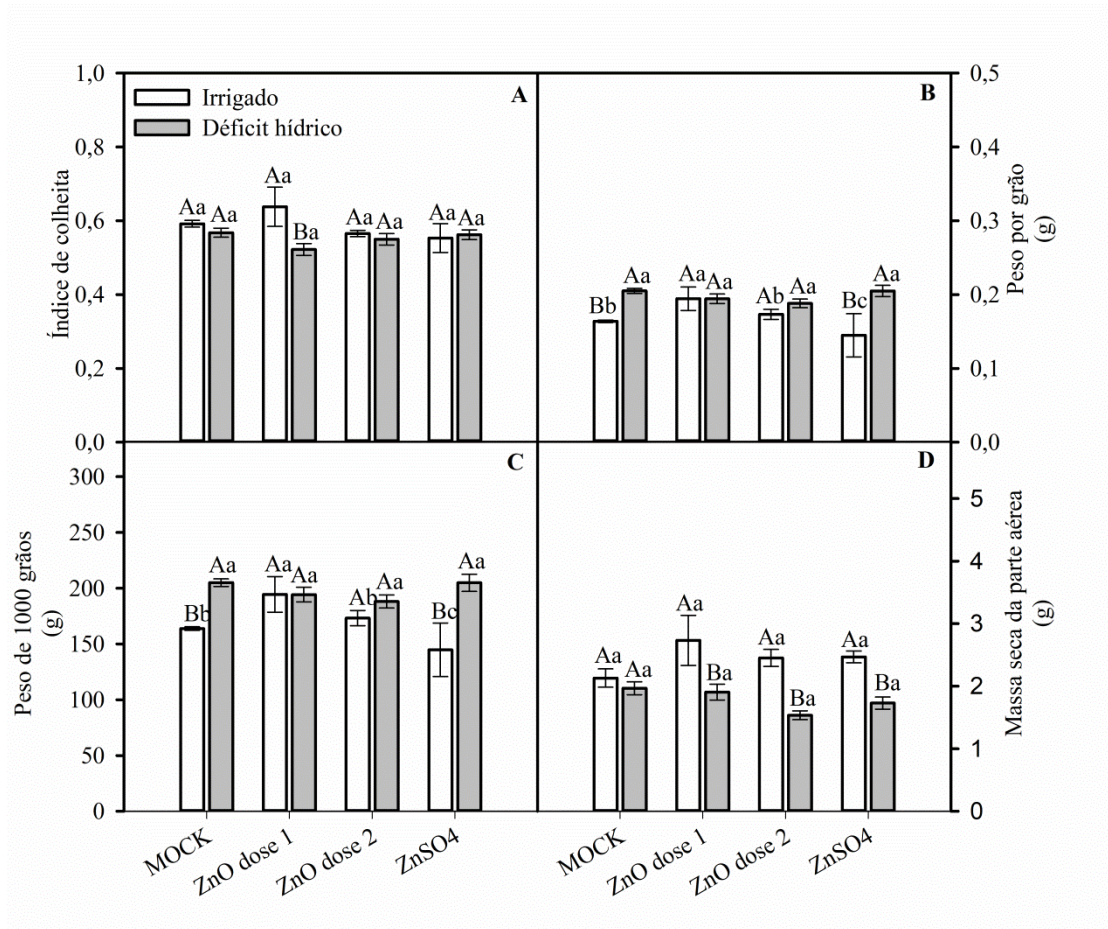 1,0
0,8
0,6
0,4
0,2
0,0
Índice de colheita
Irrigado
Déficit hídrico
A
Aa Aa Aa Ba Aa Aa Aa Aa
B
Bb Aa Aa Aa Ab Aa Bc Aa
0,5
0,4
0,3
0,2
0,1
0,0
Peso por grão
(g)
300
250
200
150
100
50
0
Peso de 1000 grãos
(g)
C
Bb Aa Aa Aa Ab Aa Bc Aa
D
Aa Aa Aa Ba Aa Ba Aa Ba
5
4
3
2
1
0
Massa seca da parte aérea
(g)
MOCK
ZnO dose 1
ZnO dose 2
ZnSO4
MOCK
ZnO dose 1
ZnO dose 2
ZnSO4